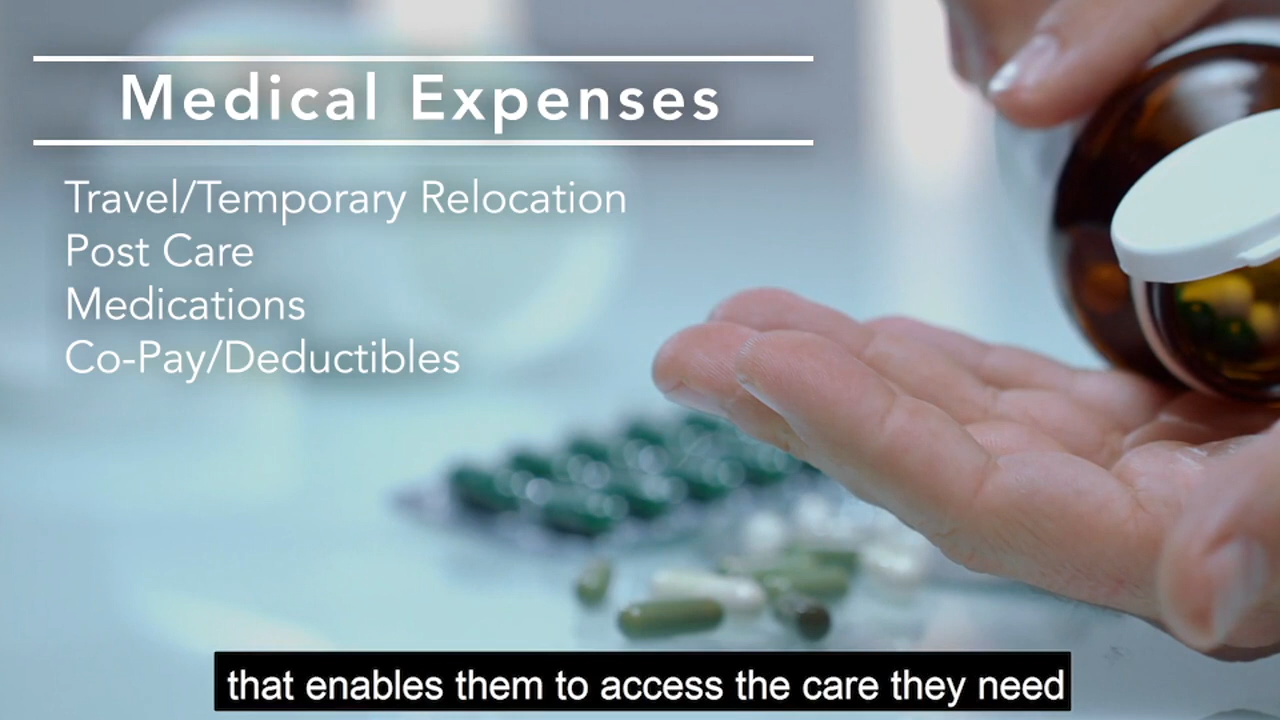 Medical Expenses
Travel/Temporary Relocation
Post Care
Medications
Co-Pay/Deductibles
that enables them to access the care they need